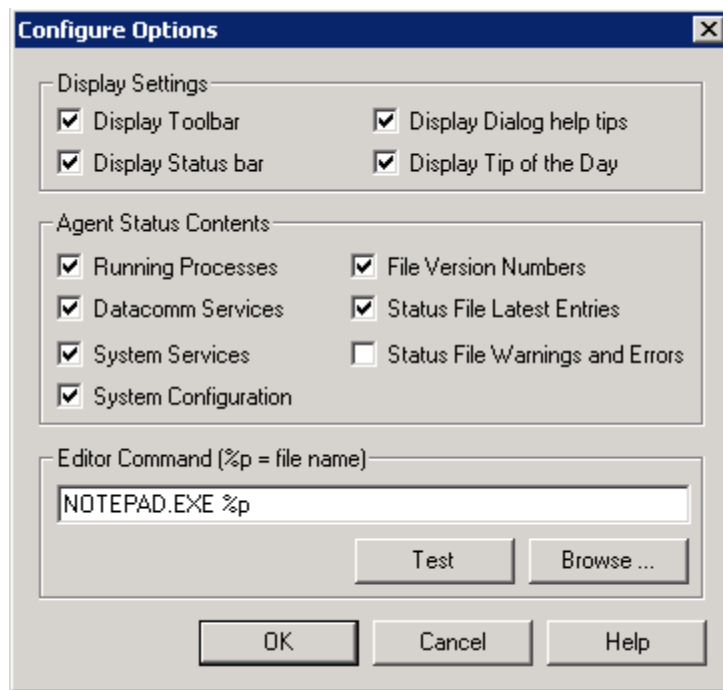 Configure Options
Display Settings
Display Toolbar
Display Dialog help tips
Display Status bar
Display Tip of the Day
Agent Status Contents
Running Processes
File Version Numbers
Datacomm Services
Status File Latest Entries
System Services
Status File Warnings and Errors
System Configuration
Editor Command (%p = file name)
NOTEPAD.EXE %p
Test
Browse ...
OK
Cancel
Help